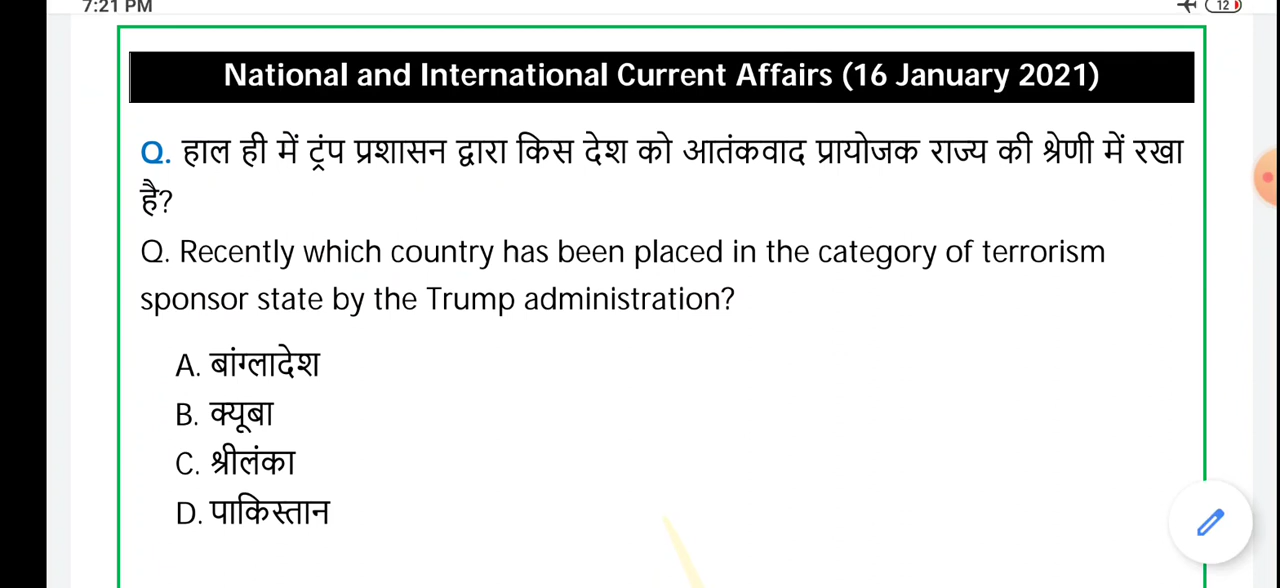 7:21 PM
12
National and International Current Affairs (16 January 2021)
Q. हाल ही में ट्रंप प्रशासन द्वारा किस देश को आतंकवाद प्रायोजक राज्य की श्रेणी में रखा
है?
Q. Recently which country has been placed in the category of terrorism
sponsor state by the Trump administration?
A. बांग्लादेश
B. क्यूबा
C. श्रीलंका
D. पाकिस्तान